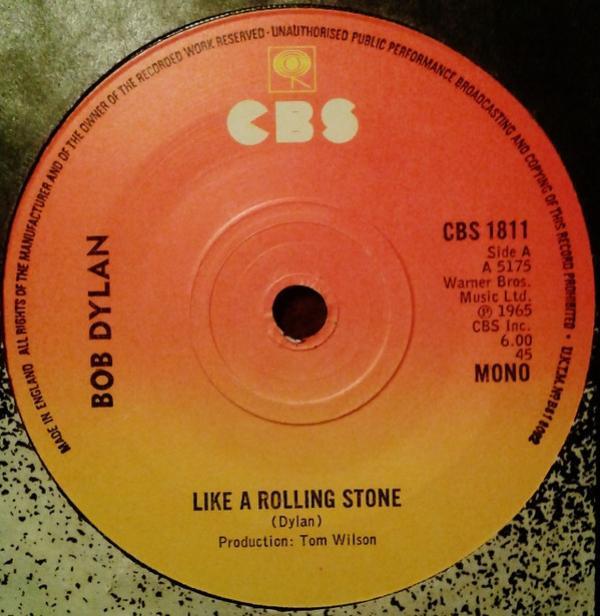 MADE IN ENGLAND ALL RIGHTS OF THE MANUFACTURER AND OF THE OWNER OF THE RECORDED WORK RESERVED · UNAUTHORISED PUBLIC PERFORMANCE BROADCASTING AND COPYING OF THIS RECORD PROHIBITED ·
CBS
BOB DYLAN
CBS 1811
Side A
A 5175
Warner Bros.
Music Ltd.
℗ 1965
CBS Inc.
6.00
45
MONO
LIKE A ROLLING STONE
(Dylan)
Production: Tom Wilson